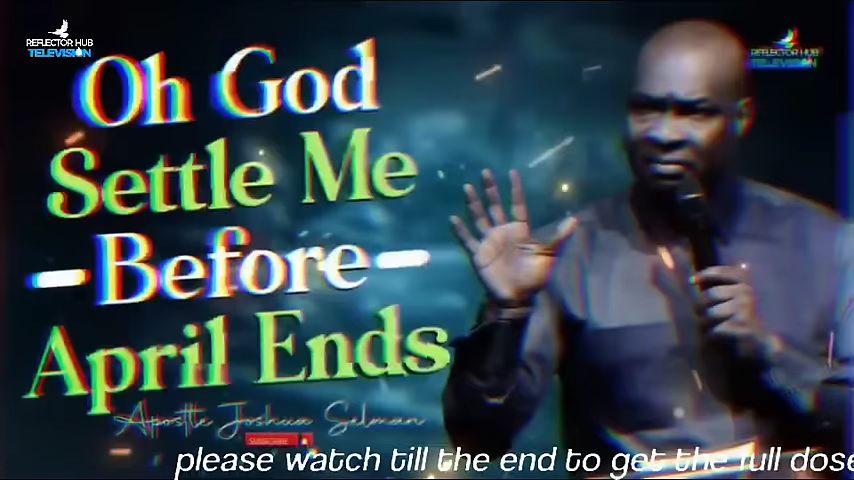 REFLECTOR HUB
TELEVISION
REFLECTOR HUB
TELEVISION
Oh God
Settle Me
-Before-
April Ends
Apostle Joshua Selman
SUBSCRIBE
please watch till the end to get the full dose